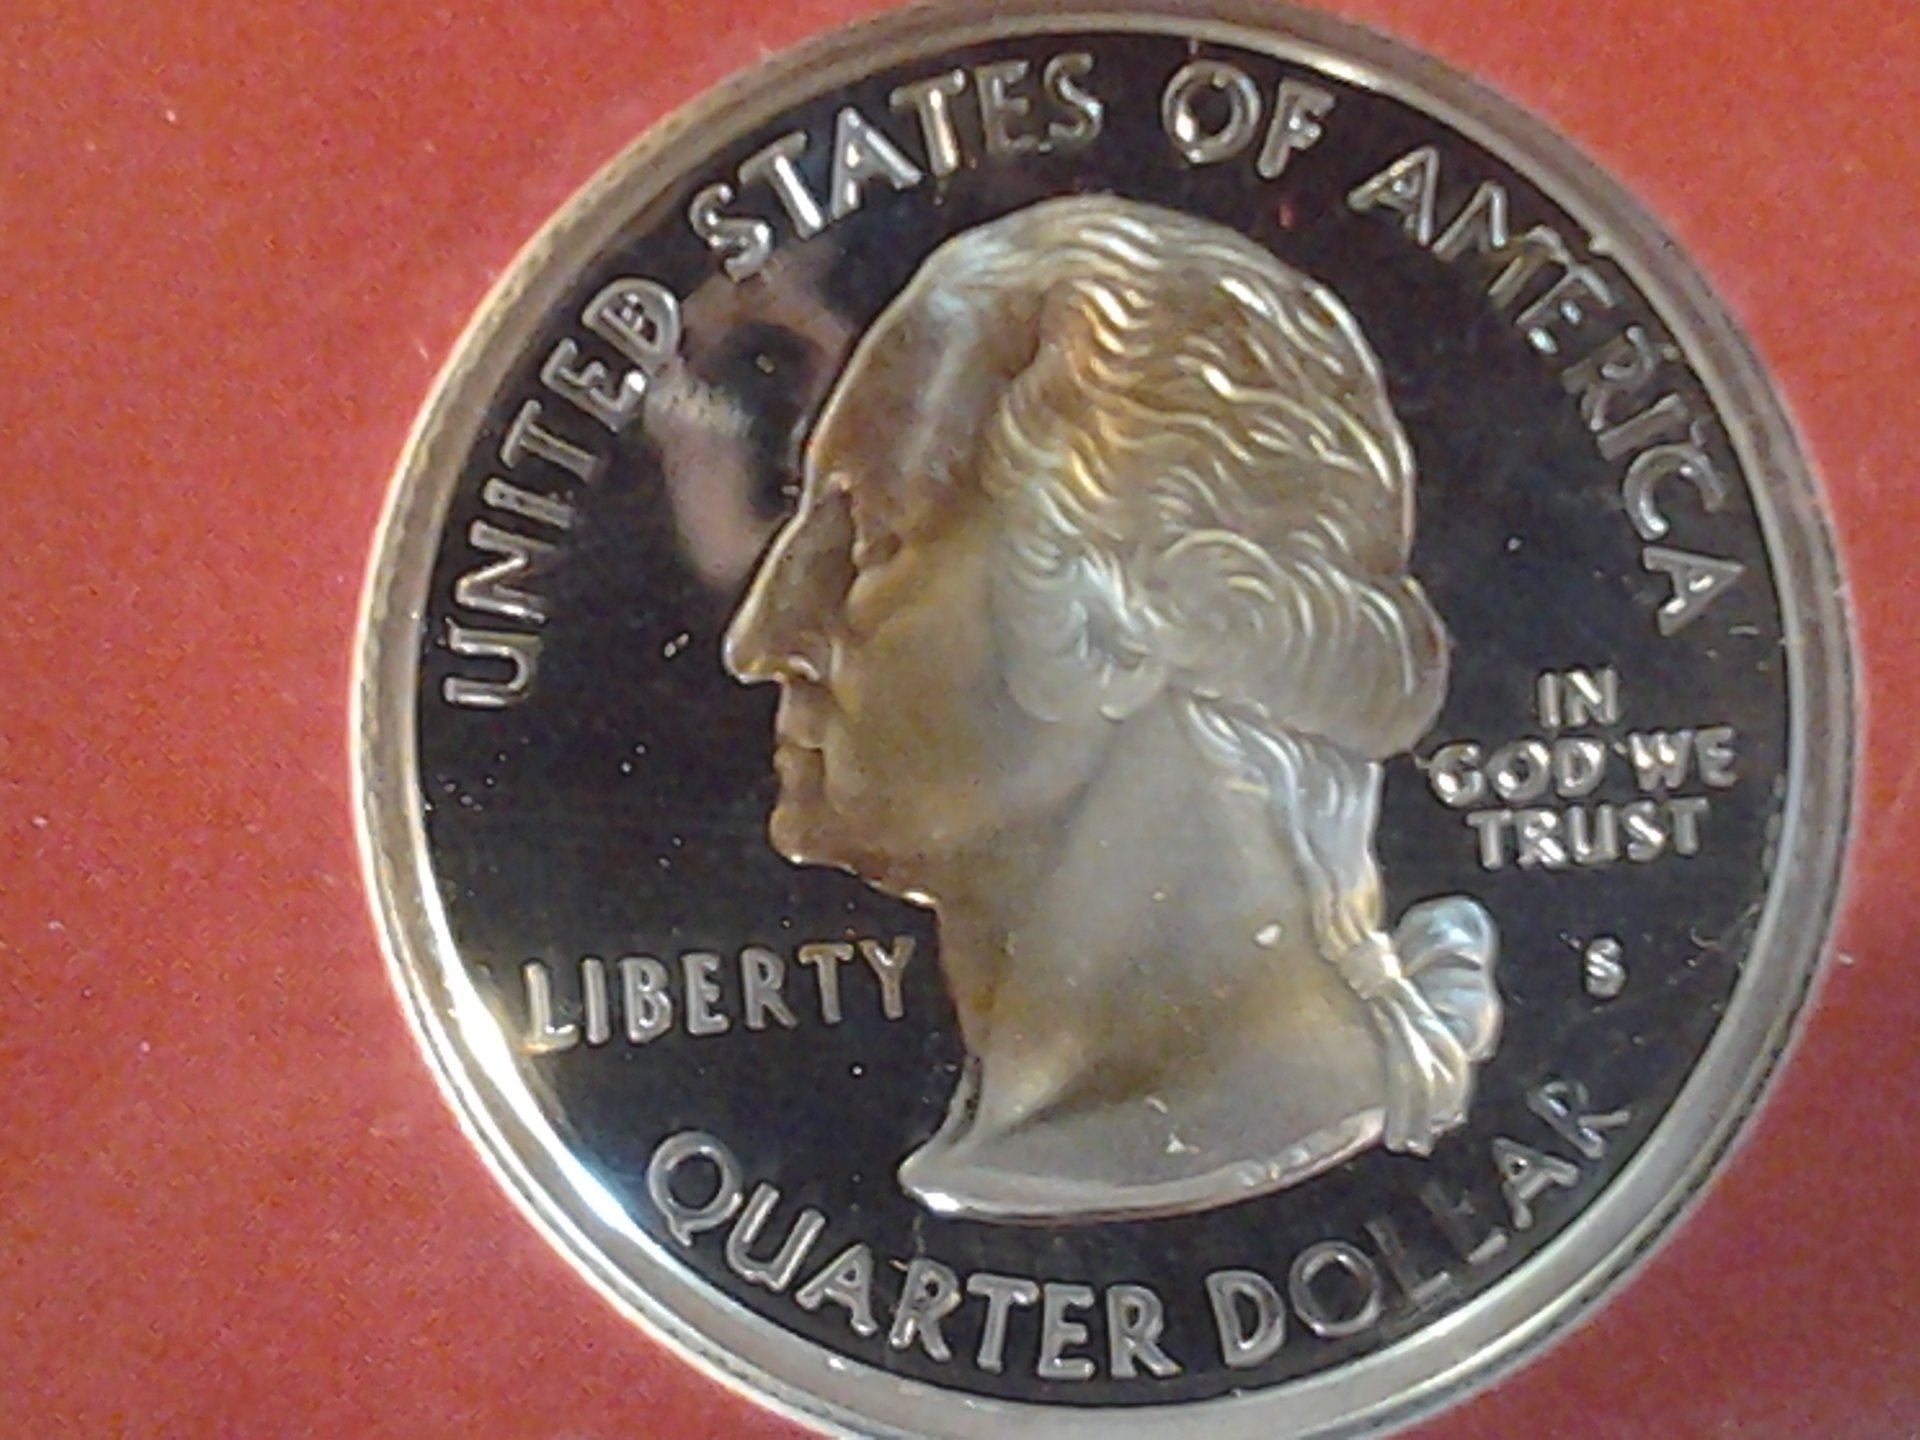 UNITED STATES OF AMERICA
IN
GOD WE
TRUST
LIBERTY
S
QUARTER DOLLAR